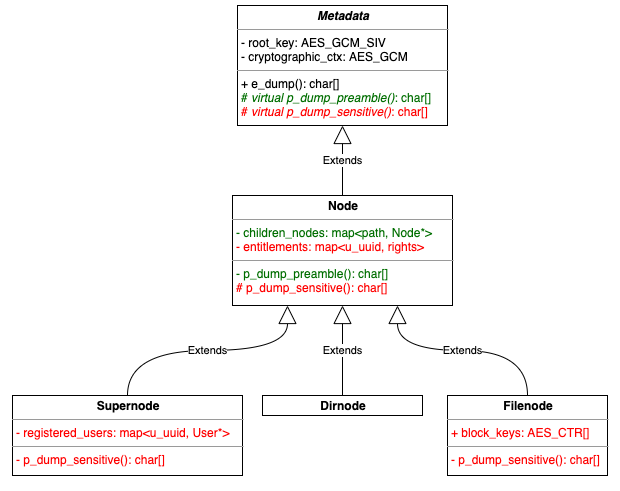 Metadata
- root_key: AES_GCM_SIV
- cryptographic_ctx: AES_GCM
+ e_dump(): char[]
# virtual p_dump_preamble(): char[]
# virtual p_dump_sensitive(): char[]
Extends
Node
- children_nodes: map<path, Node*>
- entitlements: map<u_uuid, rights>
- p_dump_preamble(): char[]
# p_dump_sensitive(): char[]
Extends
Extends
Extends
Supernode
- registered_users: map<u_uuid, User*>
- p_dump_sensitive(): char[]
Dirnode
Filenode
+ block_keys: AES_CTR[]
- p_dump_sensitive(): char[]